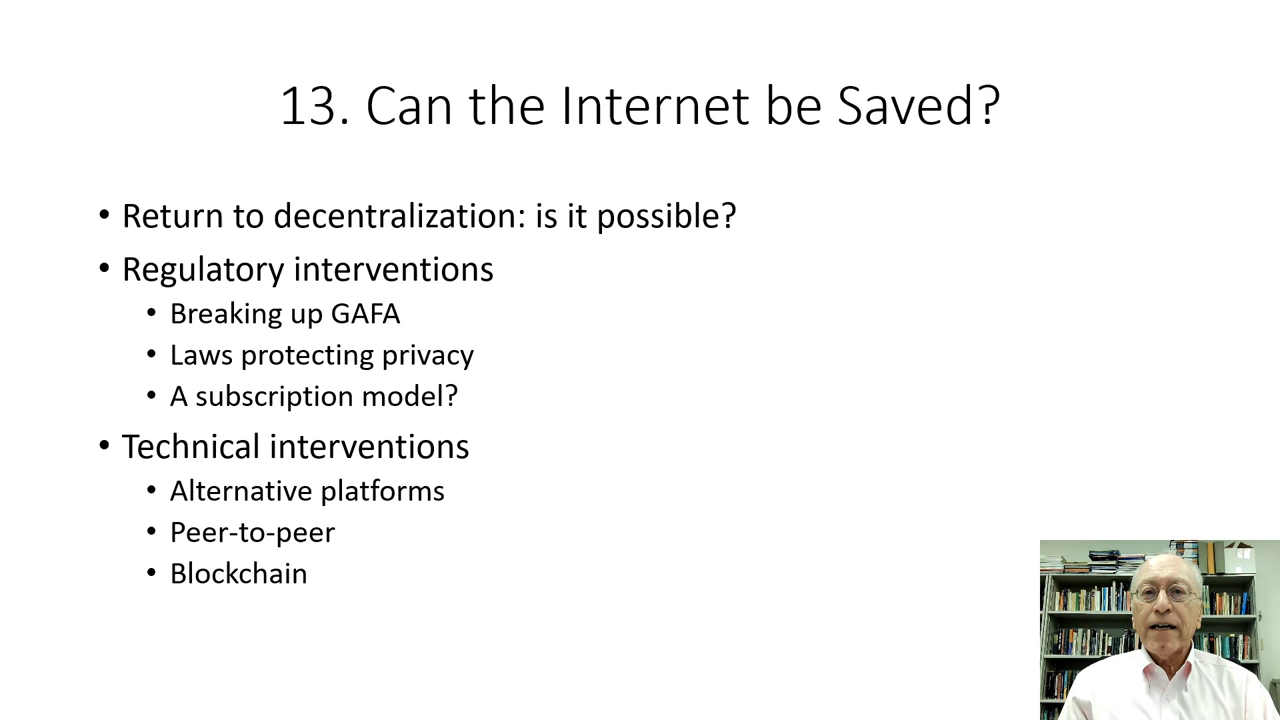 13. Can the Internet be Saved?
• Return to decentralization: is it possible?
• Regulatory interventions
• Breaking up GAFA
• Laws protecting privacy
• A subscription model?
• Technical interventions
• Alternative platforms
• Peer-to-peer
• Blockchain